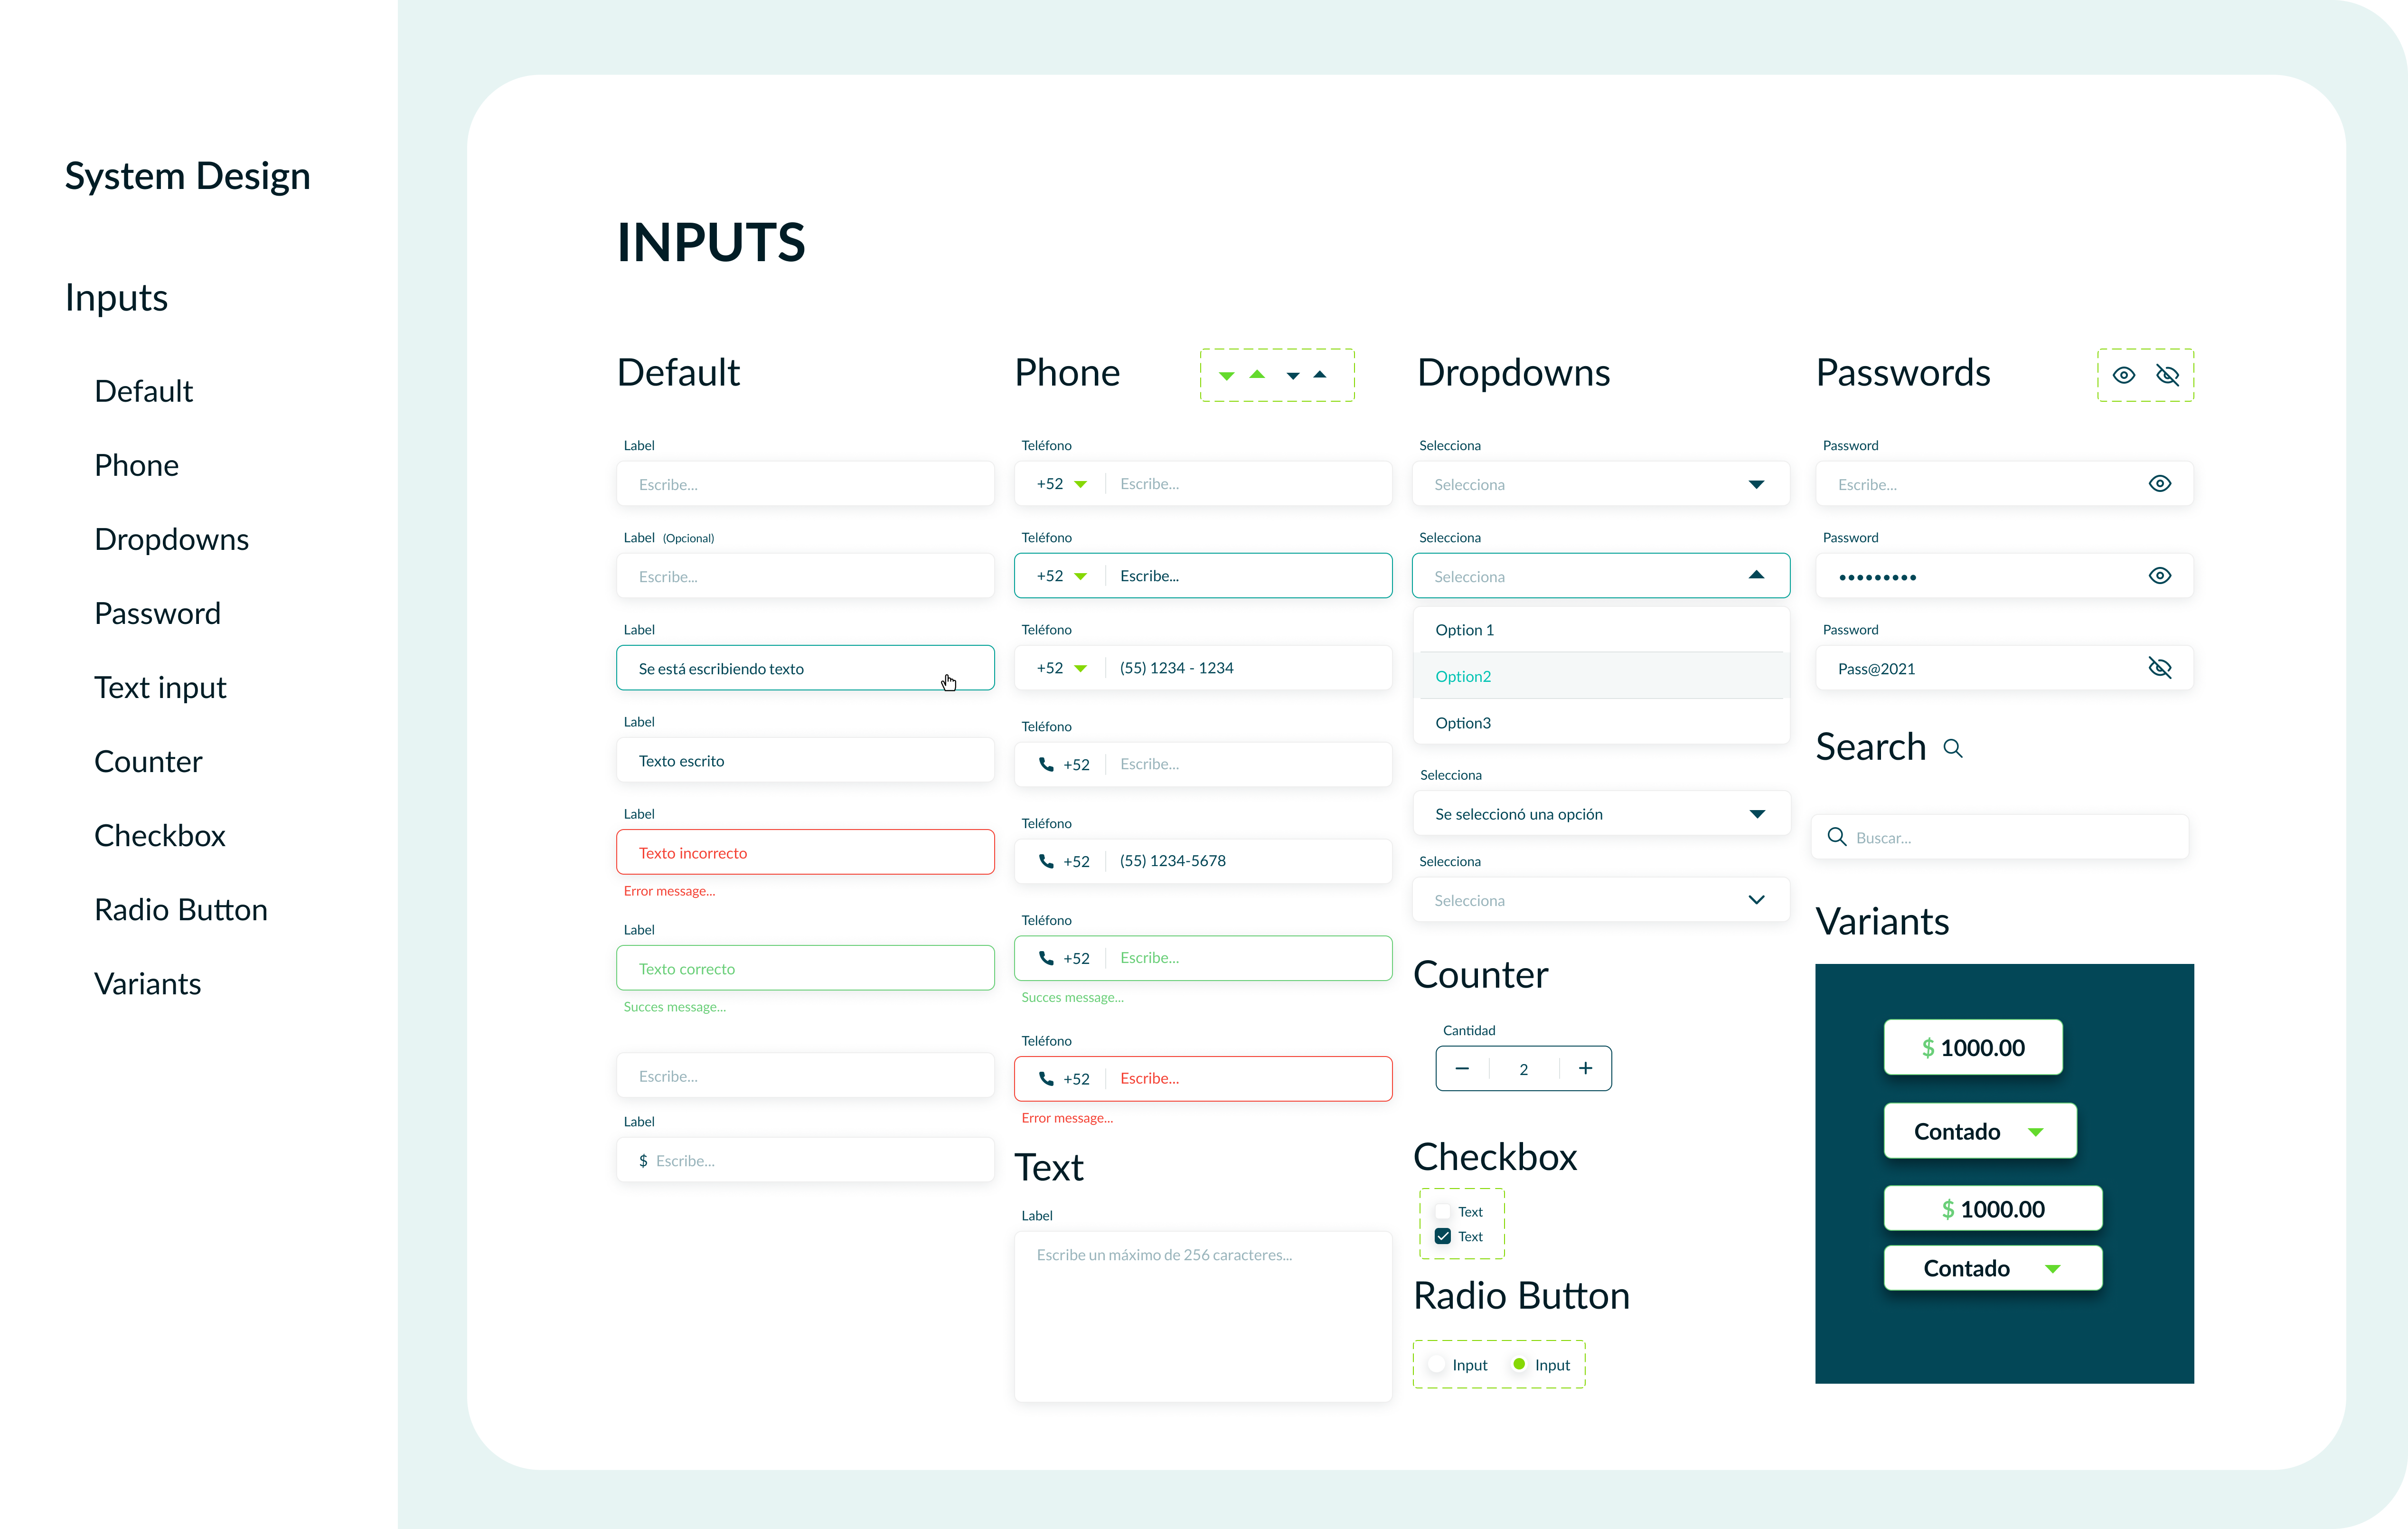 System Design
Inputs
Default
Phone
Dropdowns
Password
Text input
Counter
Checkbox
Radio Button
Variants
INPUTS
Default
Label
Escribe...
Label (Opcional)
Escribe...
Label
Se está escribiendo texto
Label
Texto escrito
Label
Texto incorrecto
Error message...
Label
Texto correcto
Succes message...
Escribe...
Label
$ Escribe...
Phone
Teléfono
+52 Escribe...
Teléfono
+52 Escribe...
Teléfono
+52 (55) 1234 - 1234
Teléfono
+52 Escribe...
Teléfono
+52 (55) 1234-5678
Teléfono
+52 Escribe...
Succes message...
Teléfono
+52 Escribe...
Error message...
Text
Label
Escribe un máximo de 256 caracteres...
Dropdowns
Selecciona
Selecciona
Selecciona
Selecciona
Option 1
Option2
Option3
Selecciona
Se seleccionó una opción
Selecciona
Selecciona
Counter
Cantidad
2
Checkbox
Text
Text
Radio Button
Input Input
Passwords
Password
Escribe...
Password
•••••••••
Password
Pass@2021
Search
Buscar...
Variants
$ 1000.00
Contado
$ 1000.00
Contado